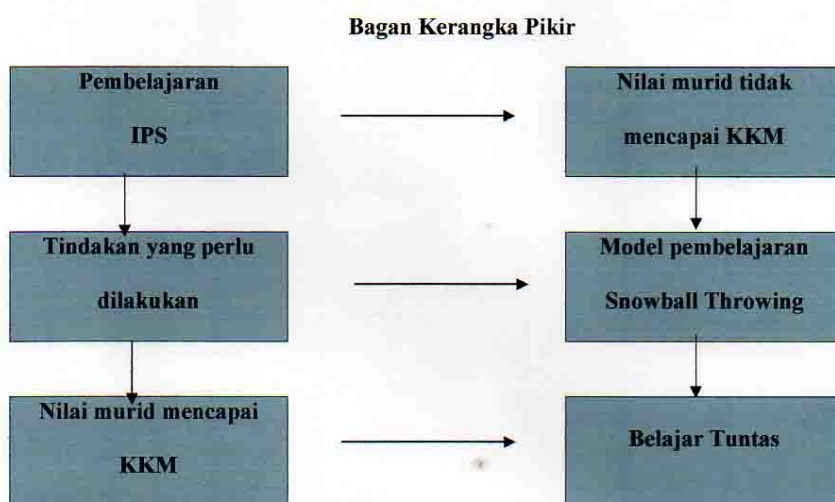 Bagan Kerangka Pikir
Pembelajaran
IPS
Nilai murid tidak
mencapai KKM
Tindakan yang perlu
dilakukan
Model pembelajaran
Snowball Throwing
Nilai murid mencapai
KKM
Belajar Tuntas